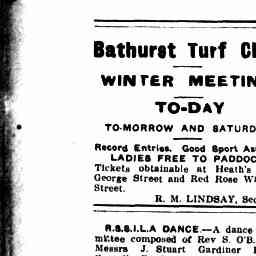 Bathurst Turf Cl
WINTER MEETIN
TO-DAY
TO-MORROW AND SATURD
Record Entries. Good Sport As
LADIES FREE TO PADDOC
Tickets obtainable at Heath's
George Street and Red Rose W
Street.
R. M. LINDSAY, Sec
R.S.S.I.L.A DANCE.—A dance
mittee composed of Rev S. O'B.
Messrs J. Stuart Gardiner